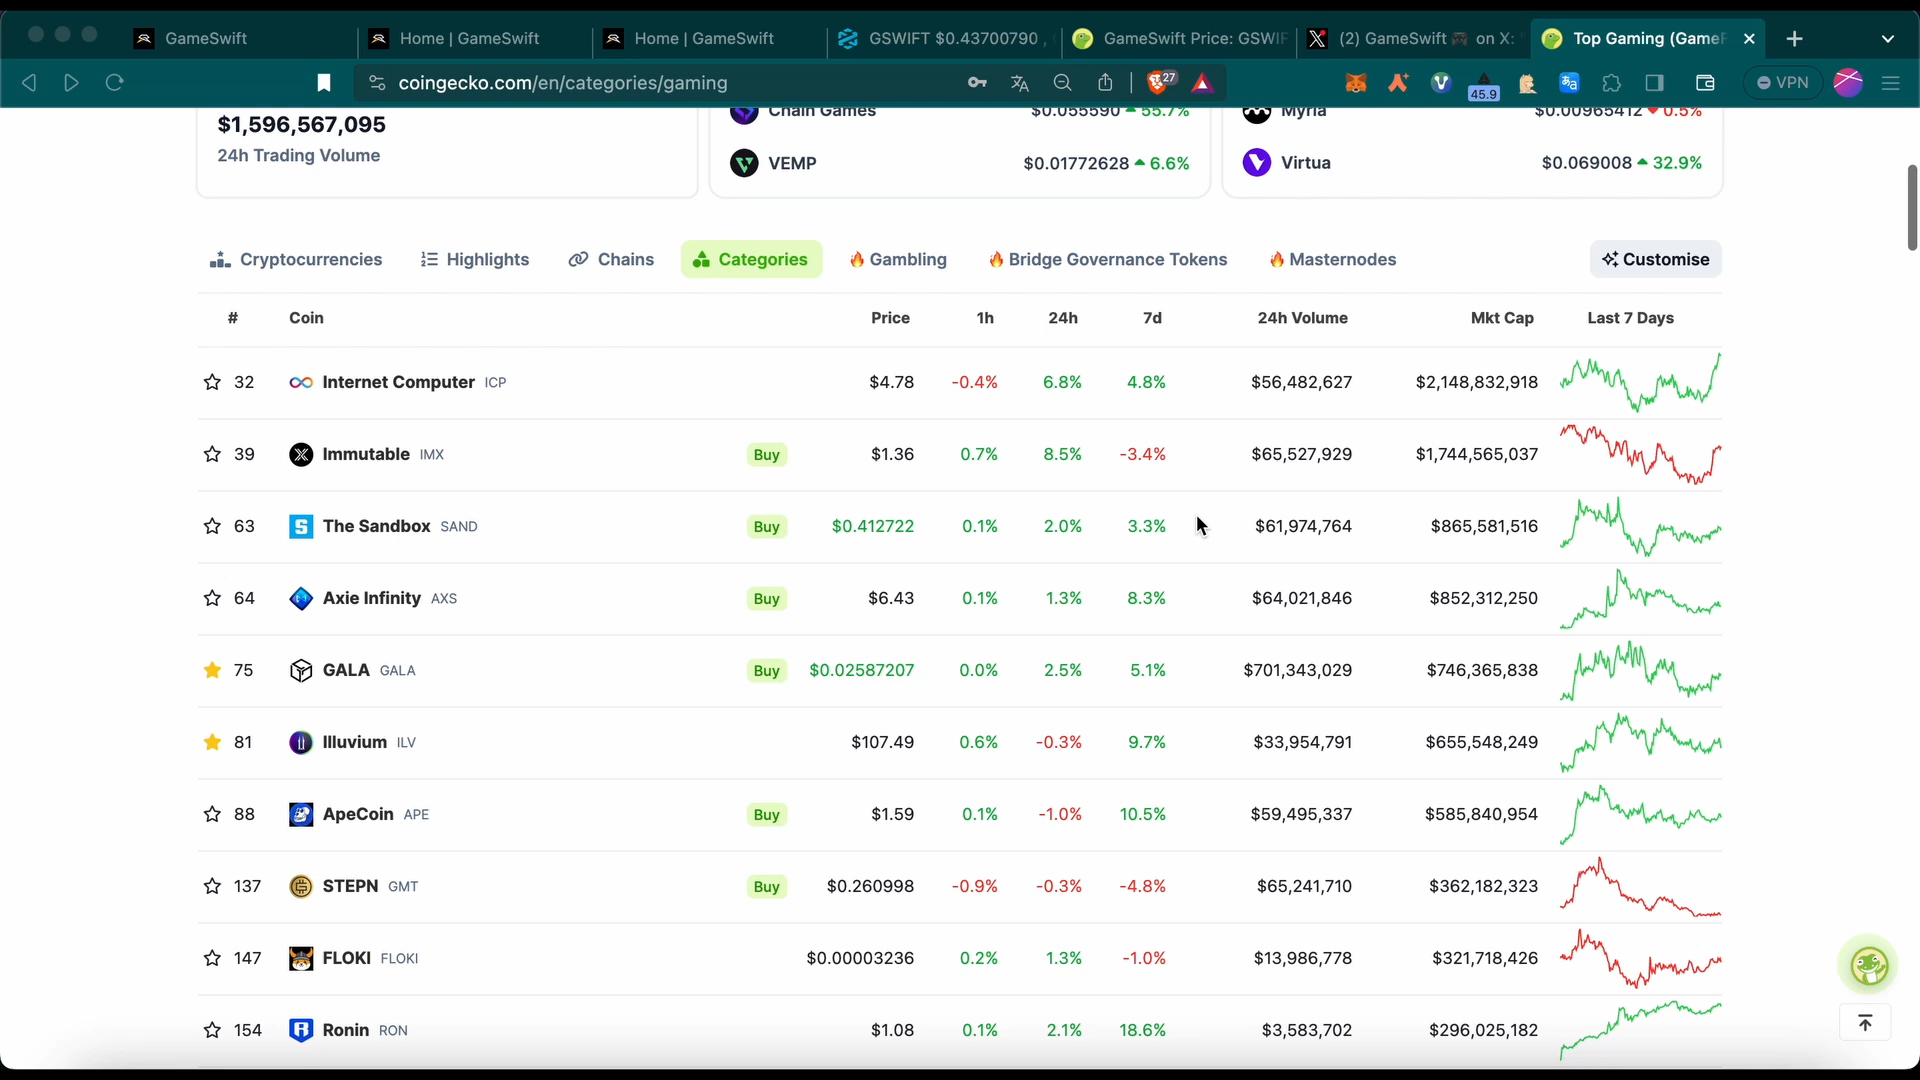 GameSwift
Home | GameSwift
Home | GameSwift
GSWIFT $0.43700790 ,
GameSwift Price: GSWIF
(2) GameSwift 🎮 on X: "
Top Gaming (GameF
coingecko.com/en/categories/gaming
27
45.9
VPN
$1,596,567,095
24h Trading Volume
Chain Games $0.055590 55.7%
VEMP $0.01772628 6.6%
Myria $0.00965412 0.5%
Virtua $0.069008 32.9%
Cryptocurrencies Highlights Chains Categories 🔥 Gambling 🔥 Bridge Governance Tokens 🔥 Masternodes Customise
# Coin Price 1h 24h 7d 24h Volume Mkt Cap Last 7 Days
32 Internet Computer ICP $4.78 -0.4% 6.8% 4.8% $56,482,627 $2,148,832,918
39 Immutable IMX Buy $1.36 0.7% 8.5% -3.4% $65,527,929 $1,744,565,037
63 The Sandbox SAND Buy $0.412722 0.1% 2.0% 3.3% $61,974,764 $865,581,516
64 Axie Infinity AXS Buy $6.43 0.1% 1.3% 8.3% $64,021,846 $852,312,250
75 GALA GALA Buy $0.02587207 0.0% 2.5% 5.1% $701,343,029 $746,365,838
81 Illuvium ILV $107.49 0.6% -0.3% 9.7% $33,954,791 $655,548,249
88 ApeCoin APE Buy $1.59 0.1% -1.0% 10.5% $59,495,337 $585,840,954
137 STEPN GMT Buy $0.260998 -0.9% -0.3% -4.8% $65,241,710 $362,182,323
147 FLOKI FLOKI $0.00003236 0.2% 1.3% -1.0% $13,986,778 $321,718,426
154 Ronin RON $1.08 0.1% 2.1% 18.6% $3,583,702 $296,025,182